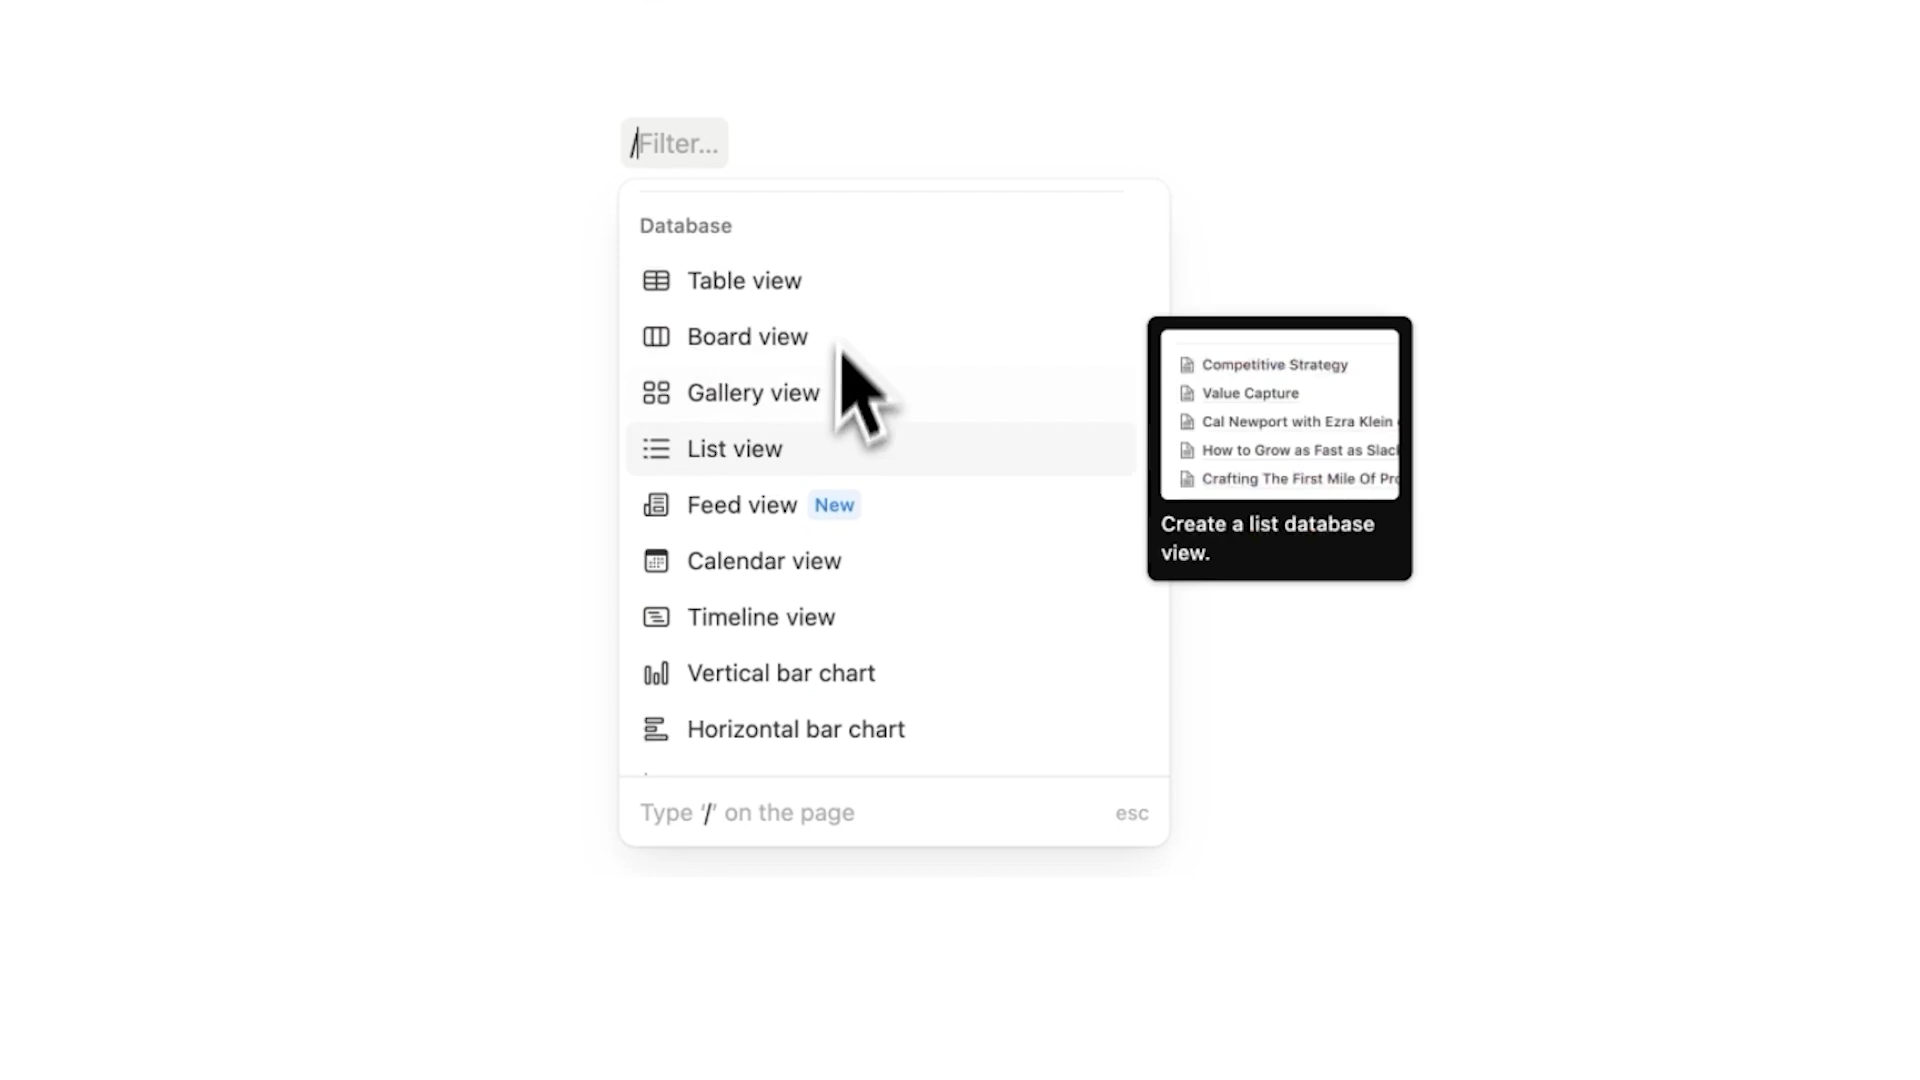 /Filter...
Database
Table view
Board view
Gallery view
List view
Feed view New
Calendar view
Timeline view
Vertical bar chart
Horizontal bar chart
Type '/' on the page esc
Competitive Strategy
Value Capture
Cal Newport with Ezra Klein
How to Grow as Fast as
Crafting The First Mile Of
Create a list database
view.